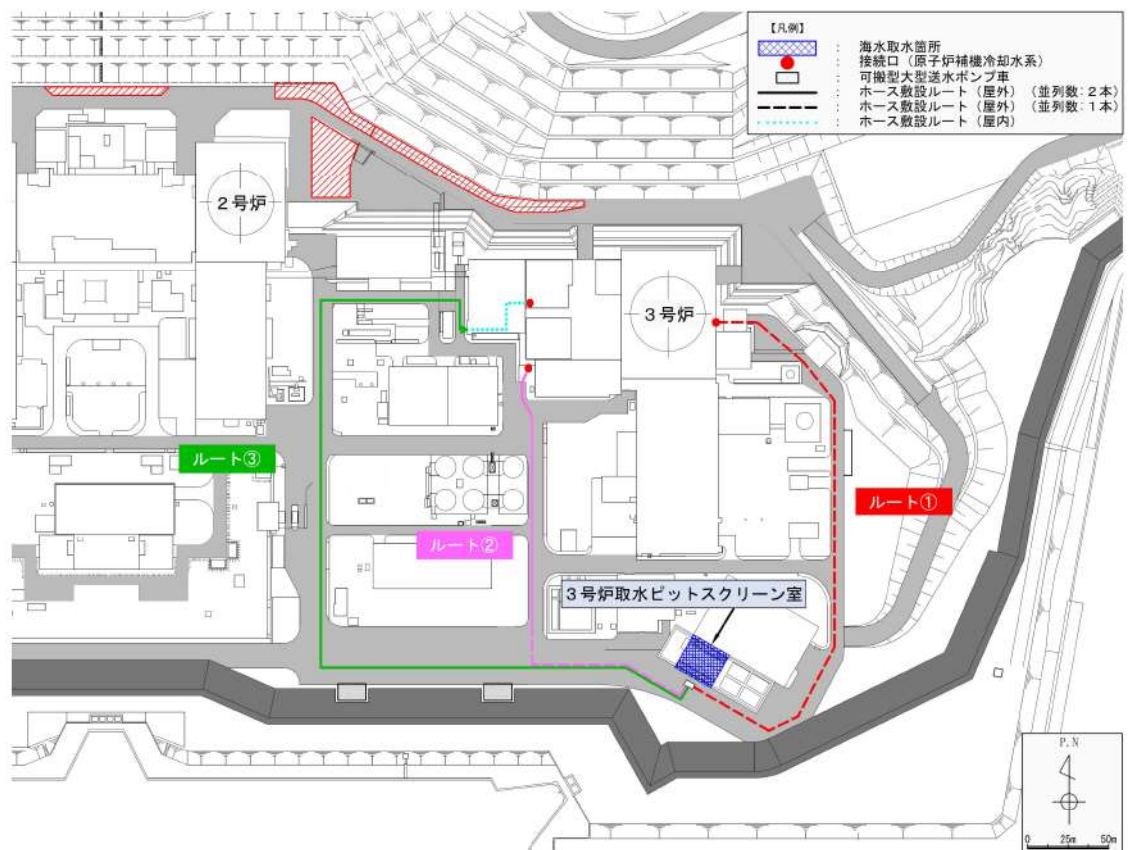 【凡例】
： 海水取水箇所
： 接続口（原子炉補機冷却水系）
： 可搬型大型送水ポンプ車
： ホース敷設ルート（屋外）（並列数：２本）
： ホース敷設ルート（屋外）（並列数：１本）
： ホース敷設ルート（屋内）
２号炉
３号炉
ルート③
ルート①
ルート②
３号炉取水ピットスクリーン室
P.N
0 25m 50m